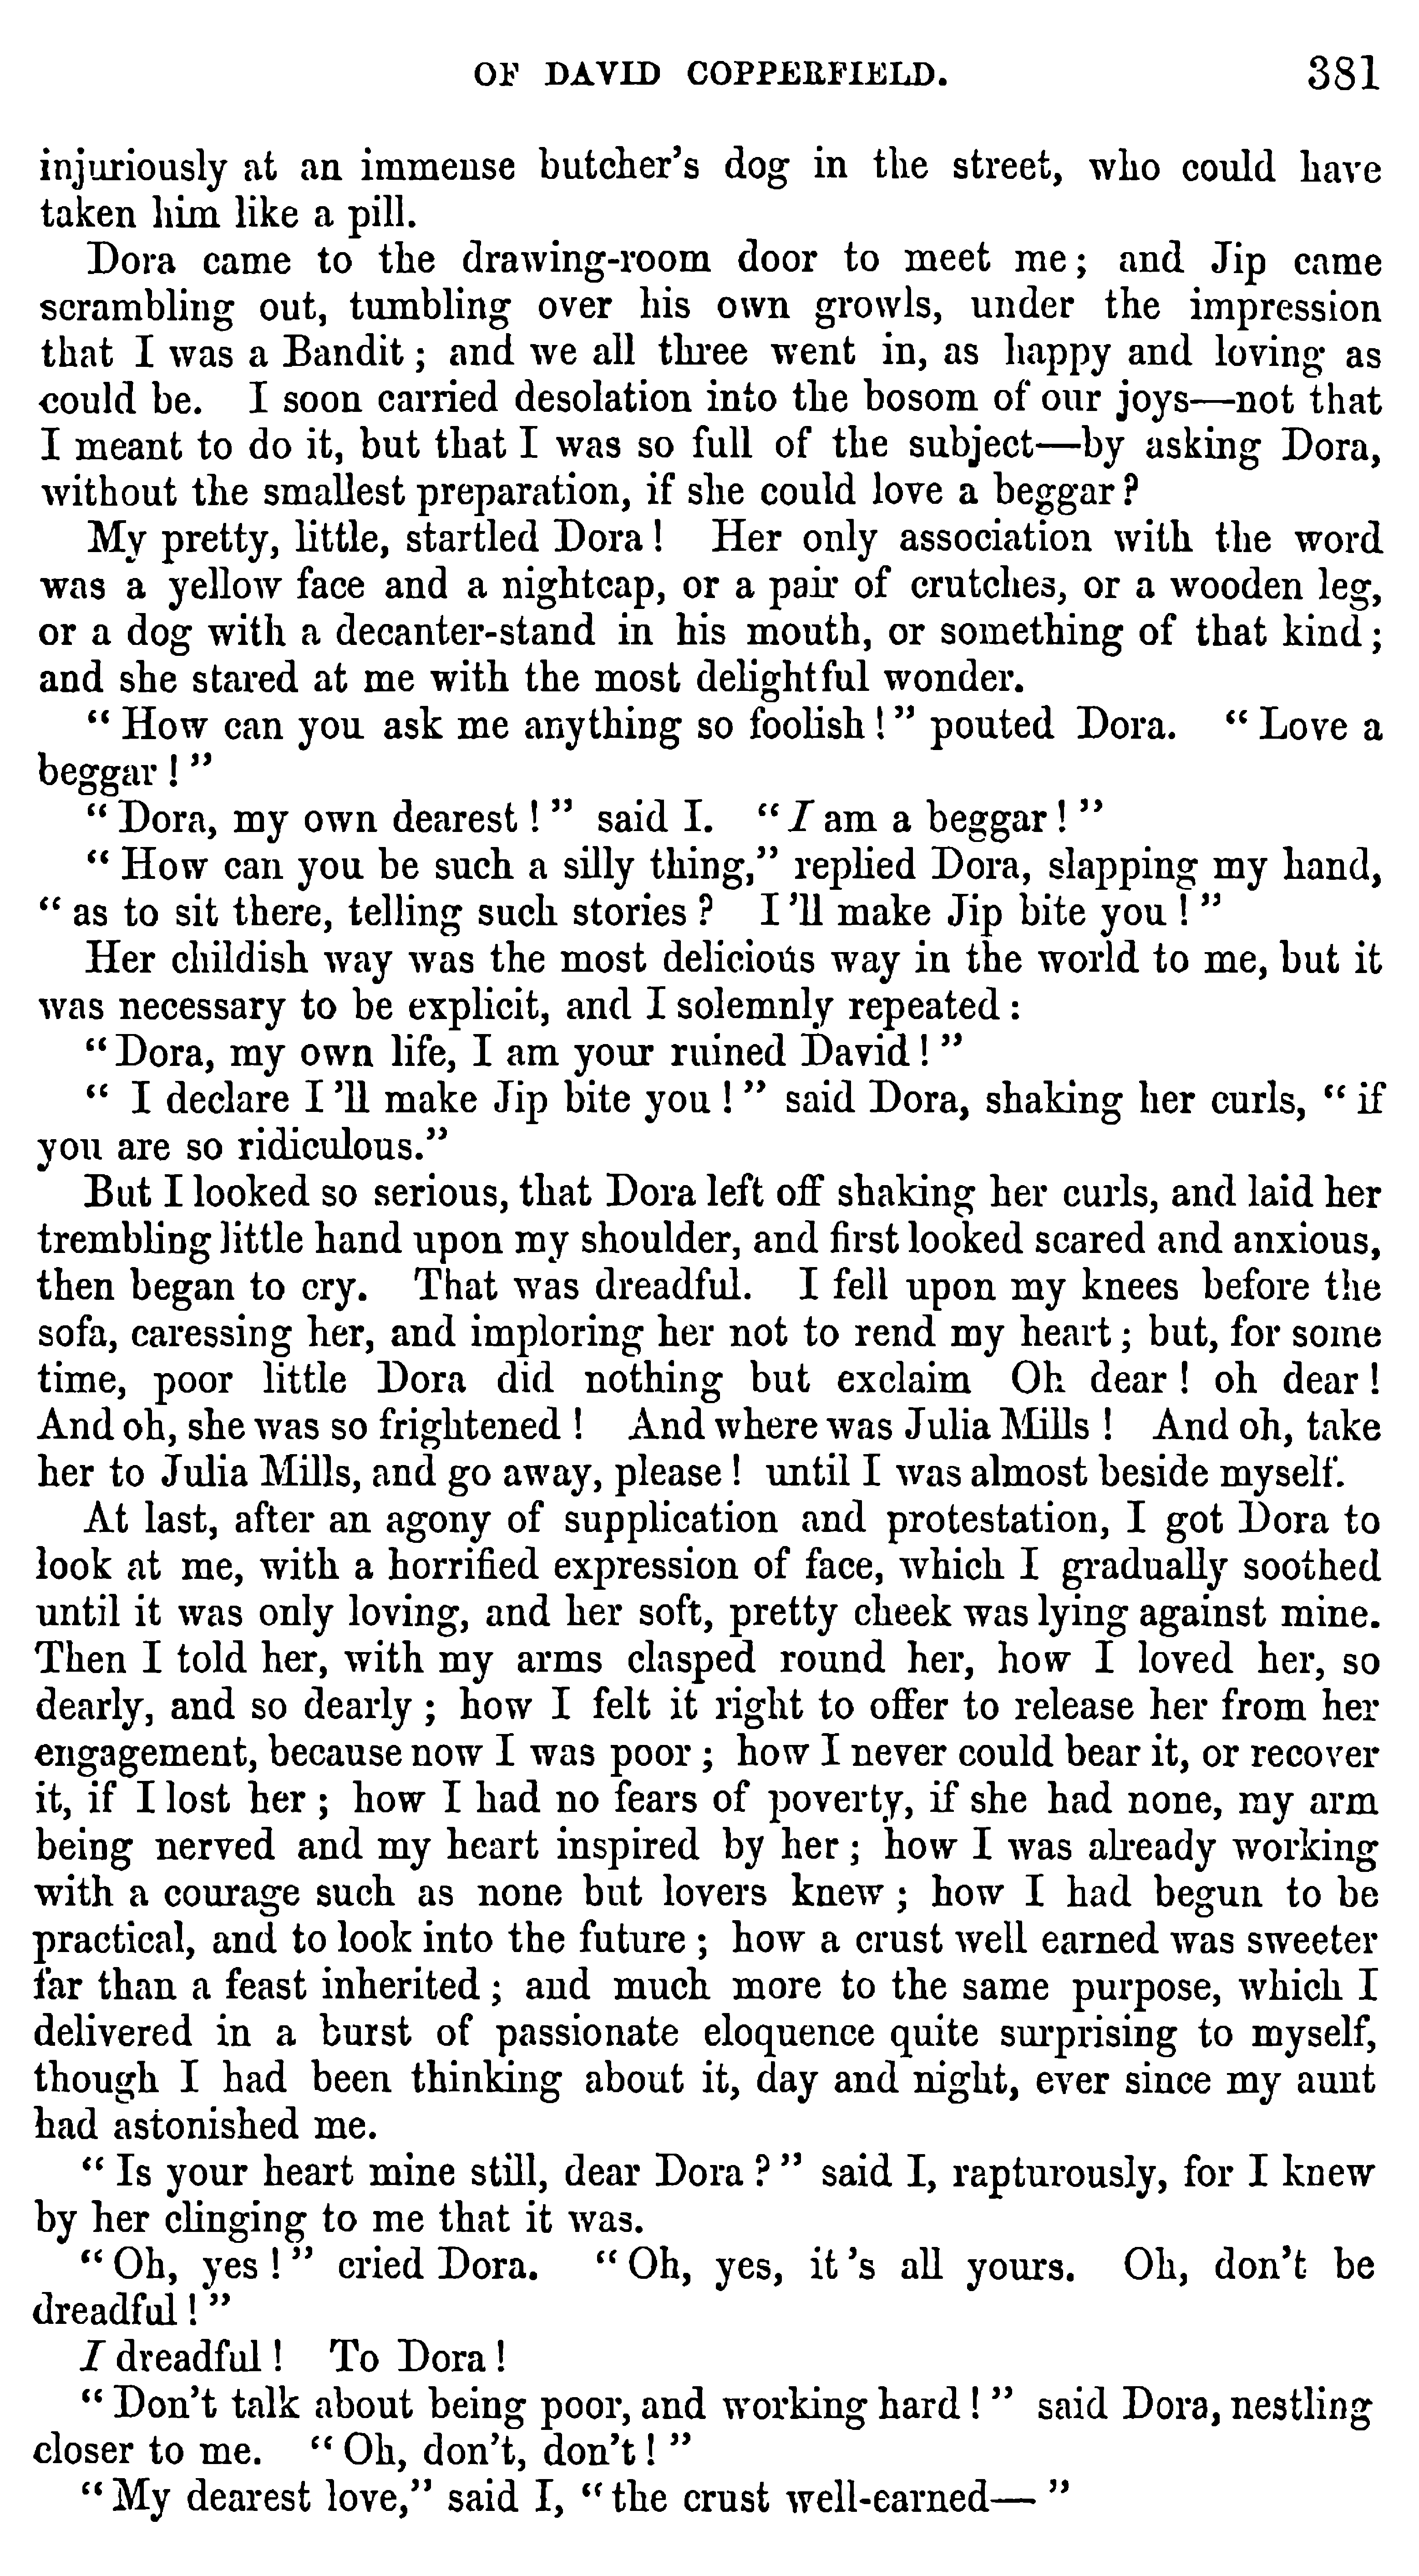 OF DAVID COPPERFIELD. 381
injuriously at an immense butcher's dog in the street, who could have
taken him like a pill.
Dora came to the drawing-room door to meet me; and Jip came
scrambling out, tumbling over his own growls, under the impression
that I was a Bandit; and we all three went in, as happy and loving as
could be. I soon carried desolation into the bosom of our joys—not that
I meant to do it, but that I was so full of the subject—by asking Dora,
without the smallest preparation, if she could love a beggar?
My pretty, little, startled Dora! Her only association with the word
was a yellow face and a nightcap, or a pair of crutches, or a wooden leg,
or a dog with a decanter-stand in his mouth, or something of that kind;
and she stared at me with the most delightful wonder.
"How can you ask me anything so foolish!" pouted Dora. "Love a
beggar!"
"Dora, my own dearest!" said I. "I am a beggar!"
"How can you be such a silly thing," replied Dora, slapping my hand,
"as to sit there, telling such stories? I'll make Jip bite you!"
Her childish way was the most delicious way in the world to me, but it
was necessary to be explicit, and I solemnly repeated:
"Dora, my own life, I am your ruined David!"
"I declare I'll make Jip bite you!" said Dora, shaking her curls, "if
you are so ridiculous."
But I looked so serious, that Dora left off shaking her curls, and laid her
trembling little hand upon my shoulder, and first looked scared and anxious,
then began to cry. That was dreadful. I fell upon my knees before the
sofa, caressing her, and imploring her not to rend my heart; but, for some
time, poor little Dora did nothing but exclaim Oh dear! oh dear!
And oh, she was so frightened! And where was Julia Mills! And oh, take
her to Julia Mills, and go away, please! until I was almost beside myself.
At last, after an agony of supplication and protestation, I got Dora to
look at me, with a horrified expression of face, which I gradually soothed
until it was only loving, and her soft, pretty cheek was lying against mine.
Then I told her, with my arms clasped round her, how I loved her, so
dearly, and so dearly; how I felt it right to offer to release her from her
engagement, because now I was poor; how I never could bear it, or recover
it, if I lost her; how I had no fears of poverty, if she had none, my arm
being nerved and my heart inspired by her; how I was already working
with a courage such as none but lovers knew; how I had begun to be
practical, and to look into the future; how a crust well earned was sweeter
far than a feast inherited; and much more to the same purpose, which I
delivered in a burst of passionate eloquence quite surprising to myself,
though I had been thinking about it, day and night, ever since my aunt
had astonished me.
"Is your heart mine still, dear Dora?" said I, rapturously, for I knew
by her clinging to me that it was.
"Oh, yes!" cried Dora. "Oh, yes, it's all yours. Oh, don't be
dreadful!"
I dreadful! To Dora!
"Don't talk about being poor, and working hard!" said Dora, nestling
closer to me. "Oh, don't, don't!"
"My dearest love," said I, "the crust well-earned—"